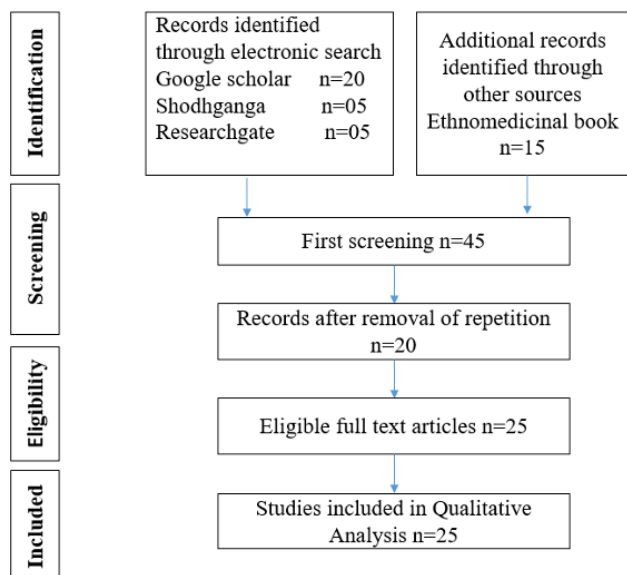 Identification
Records identified
through electronic search
Google scholar n=20
Shodhganga n=05
Researchgate n=05
Additional records
identified through
other sources
Ethnomedicinal book
n=15
Screening
First screening n=45
Records after removal of repetition
n=20
Eligibility
Eligible full text articles n=25
Included
Studies included in Qualitative
Analysis n=25